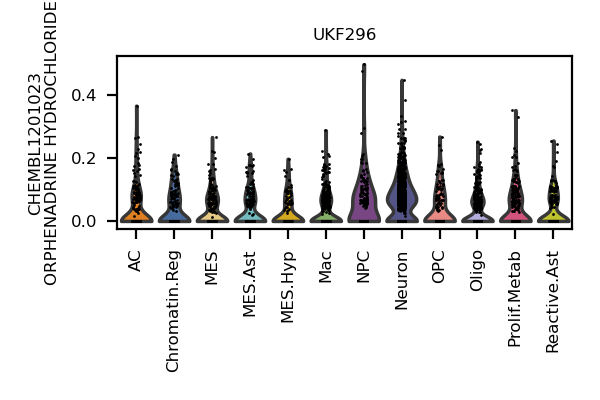 UKF296
CHEMBL1201023
ORPHENADRINE HYDROCHLORIDE
0.4
0.2
0.0
AC
Chromatin.Reg
MES
MES.Ast
MES.Hyp
Mac
NPC
Neuron
OPC
Oligo
Prolif.Metab
Reactive.Ast